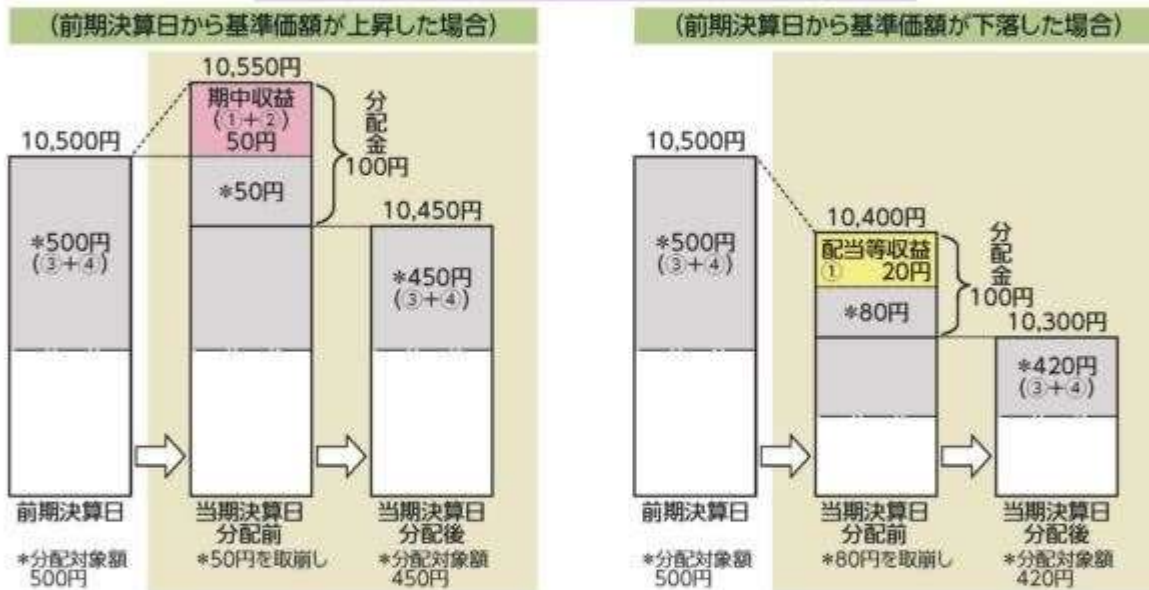 (前期決算日から基準価額が上昇した場合)
10,550円
期中収益
(①+②)
50円
分配金
100円
10,500円
*50円
*500円
(③+④)
10,450円
*450円
(③+④)
前期決算日
当期決算日
分配前
当期決算日
分配後
*分配対象額
500円
*50円を取崩し
*分配対象額
450円
(前期決算日から基準価額が下落した場合)
10,500円
*500円
(③+④)
10,400円
配当等収益
① 20円
分配金
100円
*80円
10,300円
*420円
(③+④)
前期決算日
当期決算日
分配前
当期決算日
分配後
*分配対象額
500円
*80円を取崩し
*分配対象額
420円